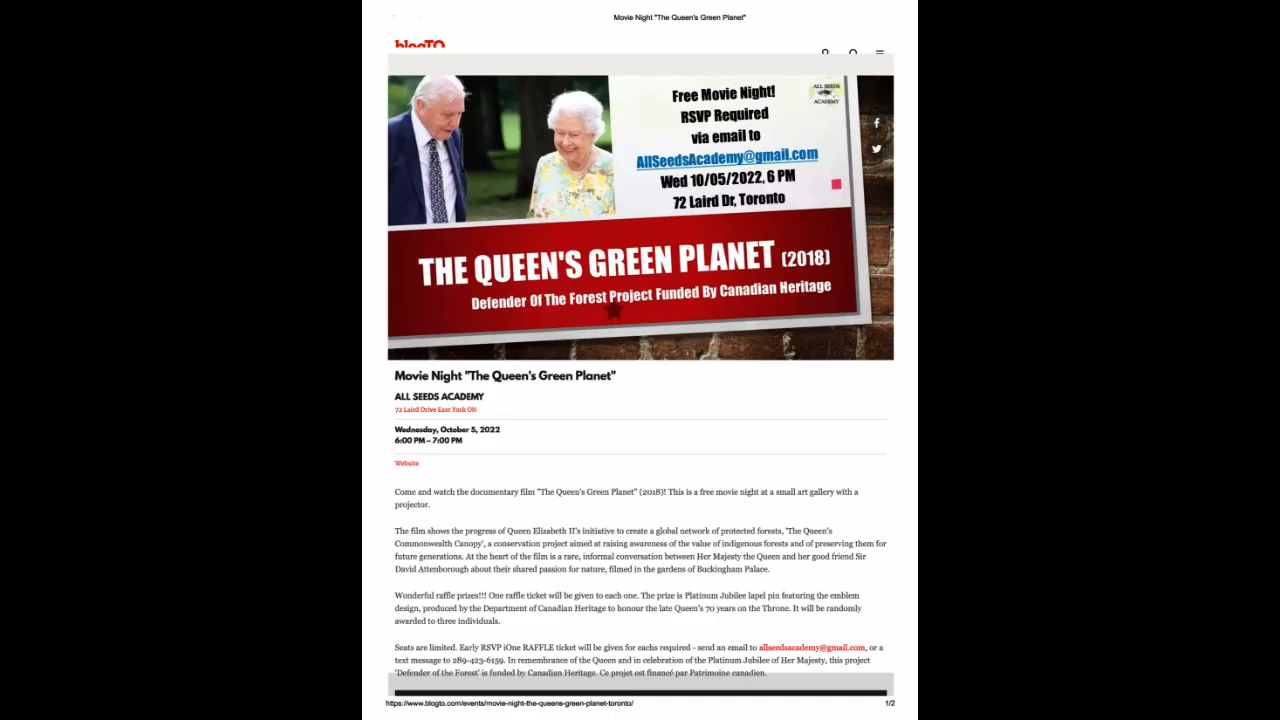 Movie Night "The Queen's Green Planet"
blogTO
Free Movie Night!
RSVP Required
via email to
AllSeedsAcademy@gmail.com
Wed 10/05/2022, 6 PM
72 Laird Dr, Toronto
ALL SEEDS
ACADEMY
THE QUEEN'S GREEN PLANET (2018)
Defender Of The Forest Project Funded By Canadian Heritage
Movie Night "The Queen's Green Planet"
ALL SEEDS ACADEMY
72 Laird Drive East York ON
Wednesday, October 5, 2022
6:00 PM – 7:00 PM
Website
Come and watch the documentary film "The Queen's Green Planet" (2018)! This is a free movie night at a small art gallery with a
projector.
The film shows the progress of Queen Elizabeth II's initiative to create a global network of protected forests, 'The Queen's
Commonwealth Canopy', a conservation project aimed at raising awareness of the value of indigenous forests and of preserving them for
future generations. At the heart of the film is a rare, informal conversation between Her Majesty the Queen and her good friend Sir
David Attenborough about their shared passion for nature, filmed in the gardens of Buckingham Palace.
Wonderful raffle prizes!!! One raffle ticket will be given to each one. The prize is Platinum Jubilee lapel pin featuring the emblem
design, produced by the Department of Canadian Heritage to honour the late Queen's 70 years on the Throne. It will be randomly
awarded to three individuals.
Seats are limited. Early RSVP iOne RAFFLE ticket will be given for eachs required - send an email to allseedsacademy@gmail.com, or a
text message to 289-423-6159. In remembrance of the Queen and in celebration of the Platinum Jubilee of Her Majesty, this project
'Defender of the Forest' is funded by Canadian Heritage. Ce projet est financé par Patrimoine canadien.
https://www.blogto.com/events/movie-night-the-queens-green-planet-toronto/
1/2